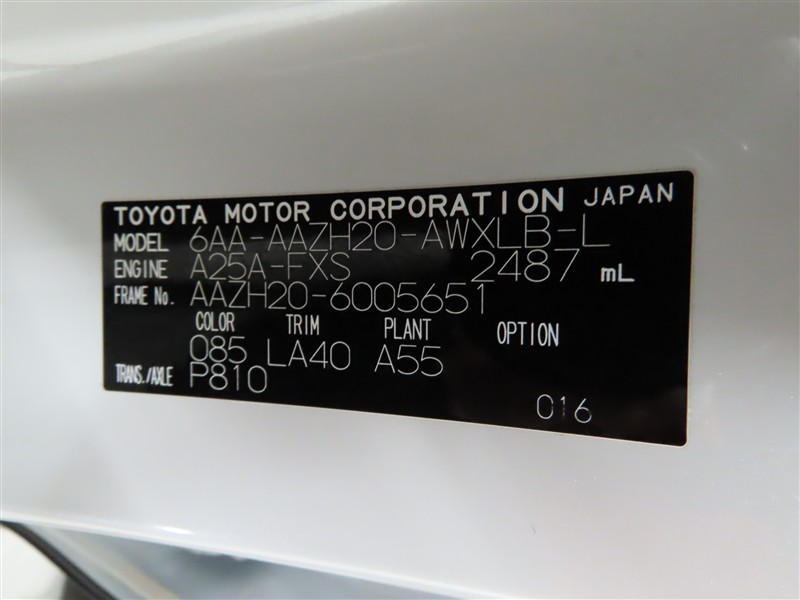 TOYOTA MOTOR CORPORATION JAPAN
MODEL 6AA-AAZH20-AWXLB-L
ENGINE A25A-FXS 2487 mL
FRAME No. AAZH20-6005651
COLOR TRIM PLANT OPTION
085 LA40 A55
TRANS./AXLE P810
016